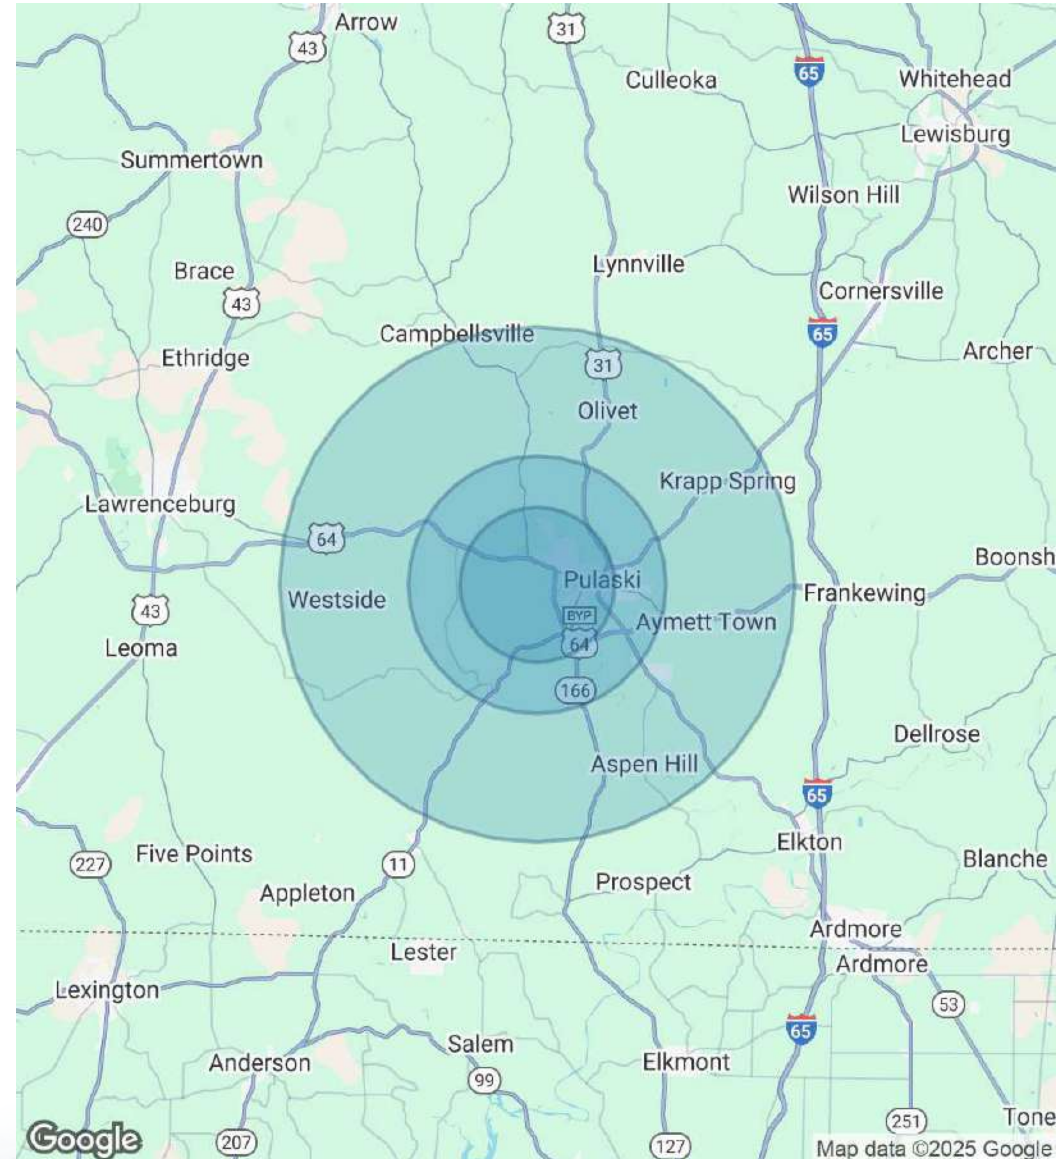 Arrow
43
31
Culleoka
65
Whitehead
Lewisburg
Summertown
Wilson Hill
240
Brace
Lynnville
43
Cornersville
Campbellsville
65
Ethridge
31
Archer
Olivet
Krapp Spring
Lawrenceburg
64
Boonsh
Pulaski
Frankewing
Westside
43
BYP
Aymett Town
Leoma
64
166
Dellrose
Aspen Hill
65
Elkton
Five Points
Blanche
227
11
Appleton
Prospect
Ardmore
Lester
Ardmore
Lexington
53
65
Salem
Anderson
Elkmont
99
Tone
251
207
127
Google
Map data ©2025 Google